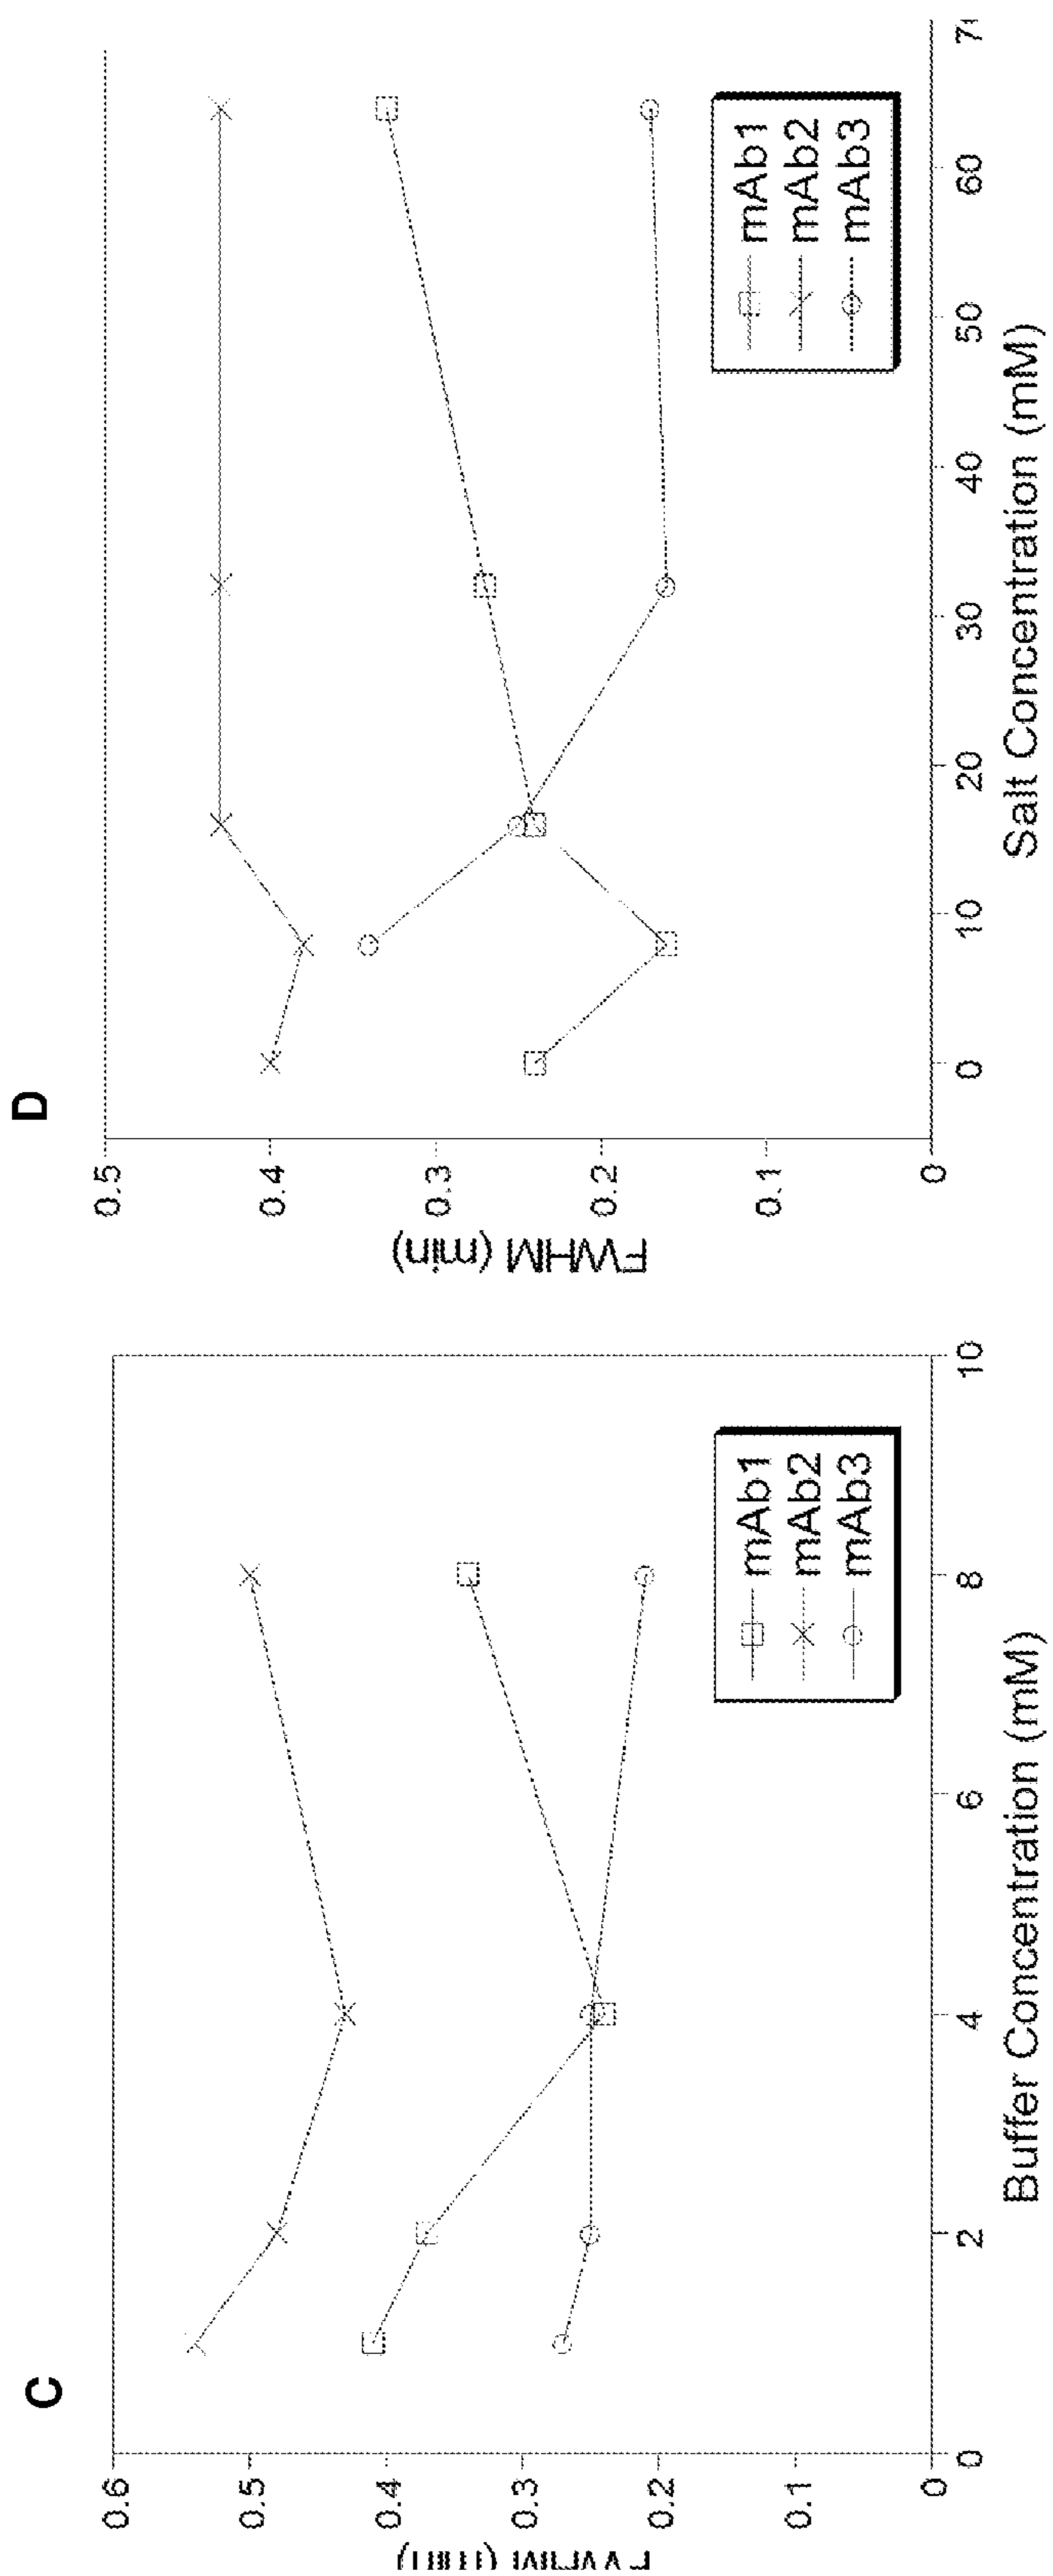 C
0.6
0.5
0.4
0.3
0.2
0.1
0
0 2 4 6 8 10
Buffer Concentration (mM)
mAb1
mAb2
mAb3
D
FWHM (min)
0.5
0.4
0.3
0.2
0.1
0
0 10 20 30 40 50 60
Salt Concentration (mM)
mAb1
mAb2
mAb3